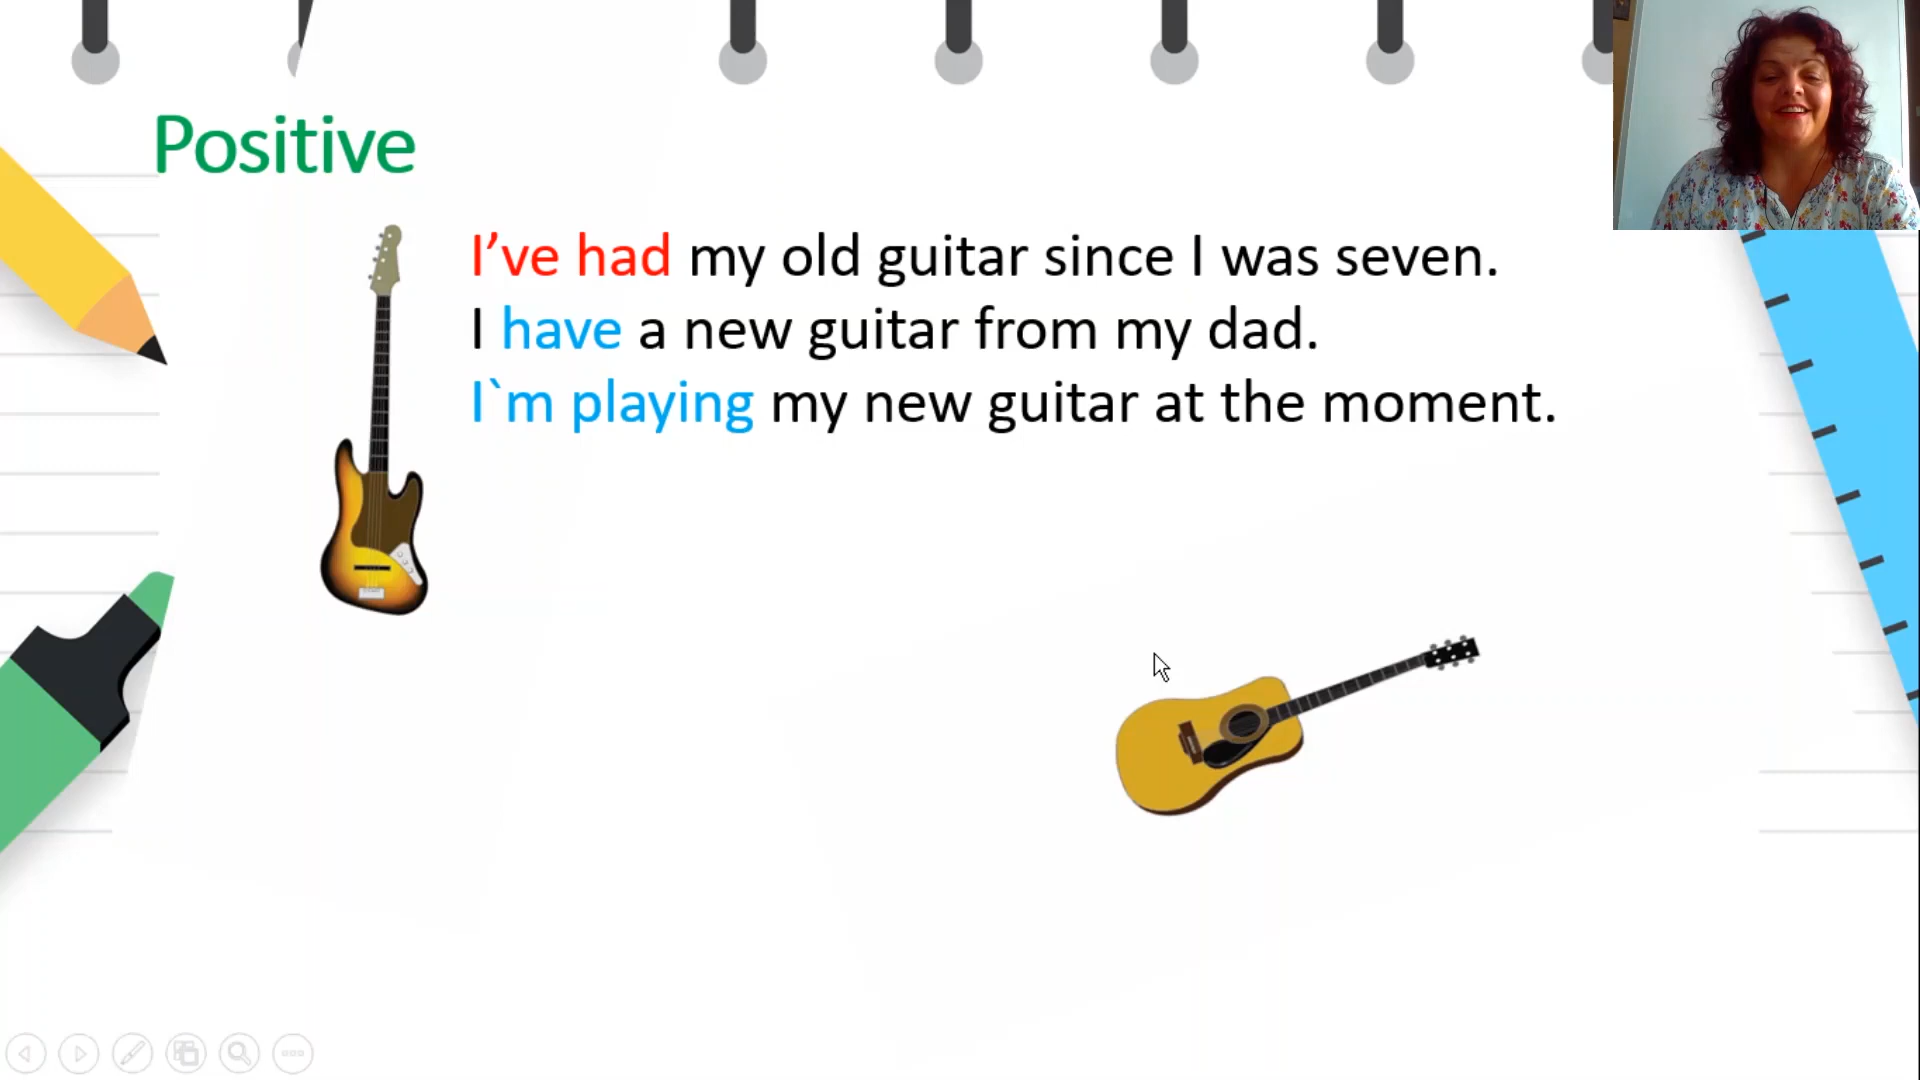 Positive
I’ve had my old guitar since I was seven.
I have a new guitar from my dad.
I`m playing my new guitar at the moment.